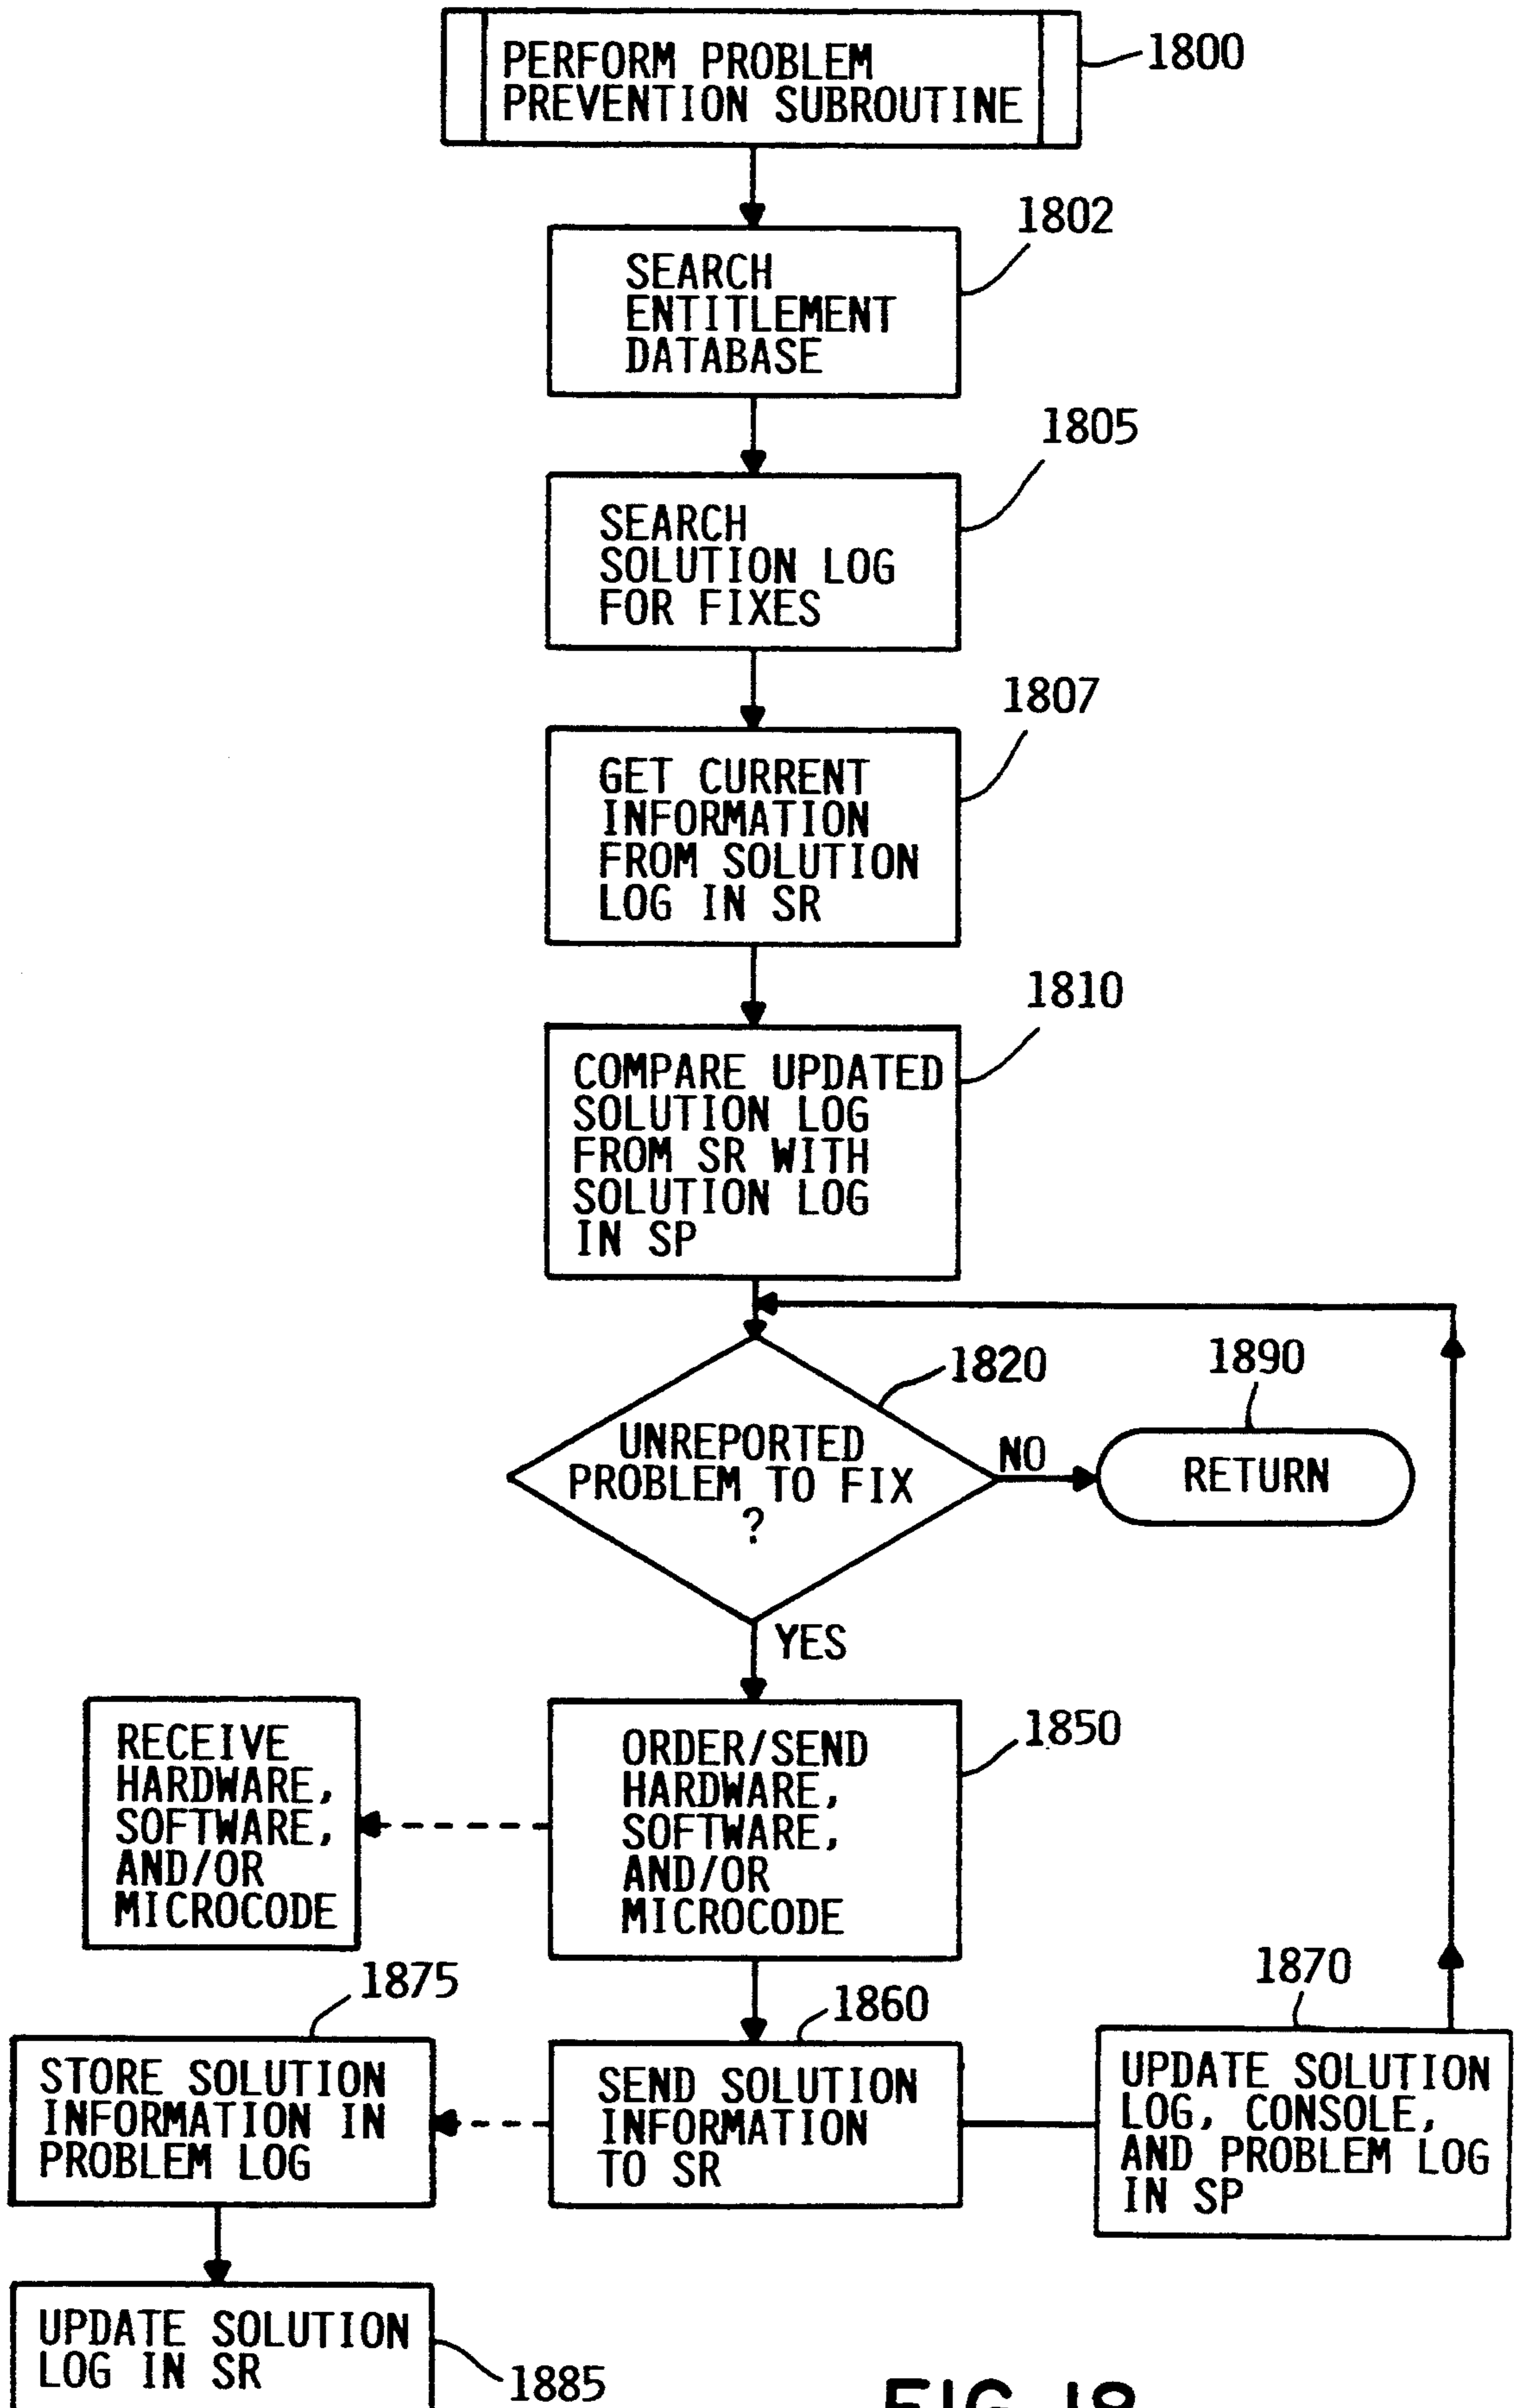 PERFORM PROBLEM
PREVENTION SUBROUTINE
1800
1802
SEARCH
ENTITLEMENT
DATABASE
1805
SEARCH
SOLUTION LOG
FOR FIXES
1807
GET CURRENT
INFORMATION
FROM SOLUTION
LOG IN SR
1810
COMPARE UPDATED
SOLUTION LOG
FROM SR WITH
SOLUTION LOG
IN SP
1820
UNREPORTED
PROBLEM TO FIX
?
NO
1890
RETURN
YES
RECEIVE
HARDWARE,
SOFTWARE,
AND/OR
MICROCODE
1850
ORDER/SEND
HARDWARE,
SOFTWARE,
AND/OR
MICROCODE
1875
STORE SOLUTION
INFORMATION IN
PROBLEM LOG
1860
SEND SOLUTION
INFORMATION
TO SR
1870
UPDATE SOLUTION
LOG, CONSOLE,
AND PROBLEM LOG
IN SP
UPDATE SOLUTION
LOG IN SR
1885
FIG. 18